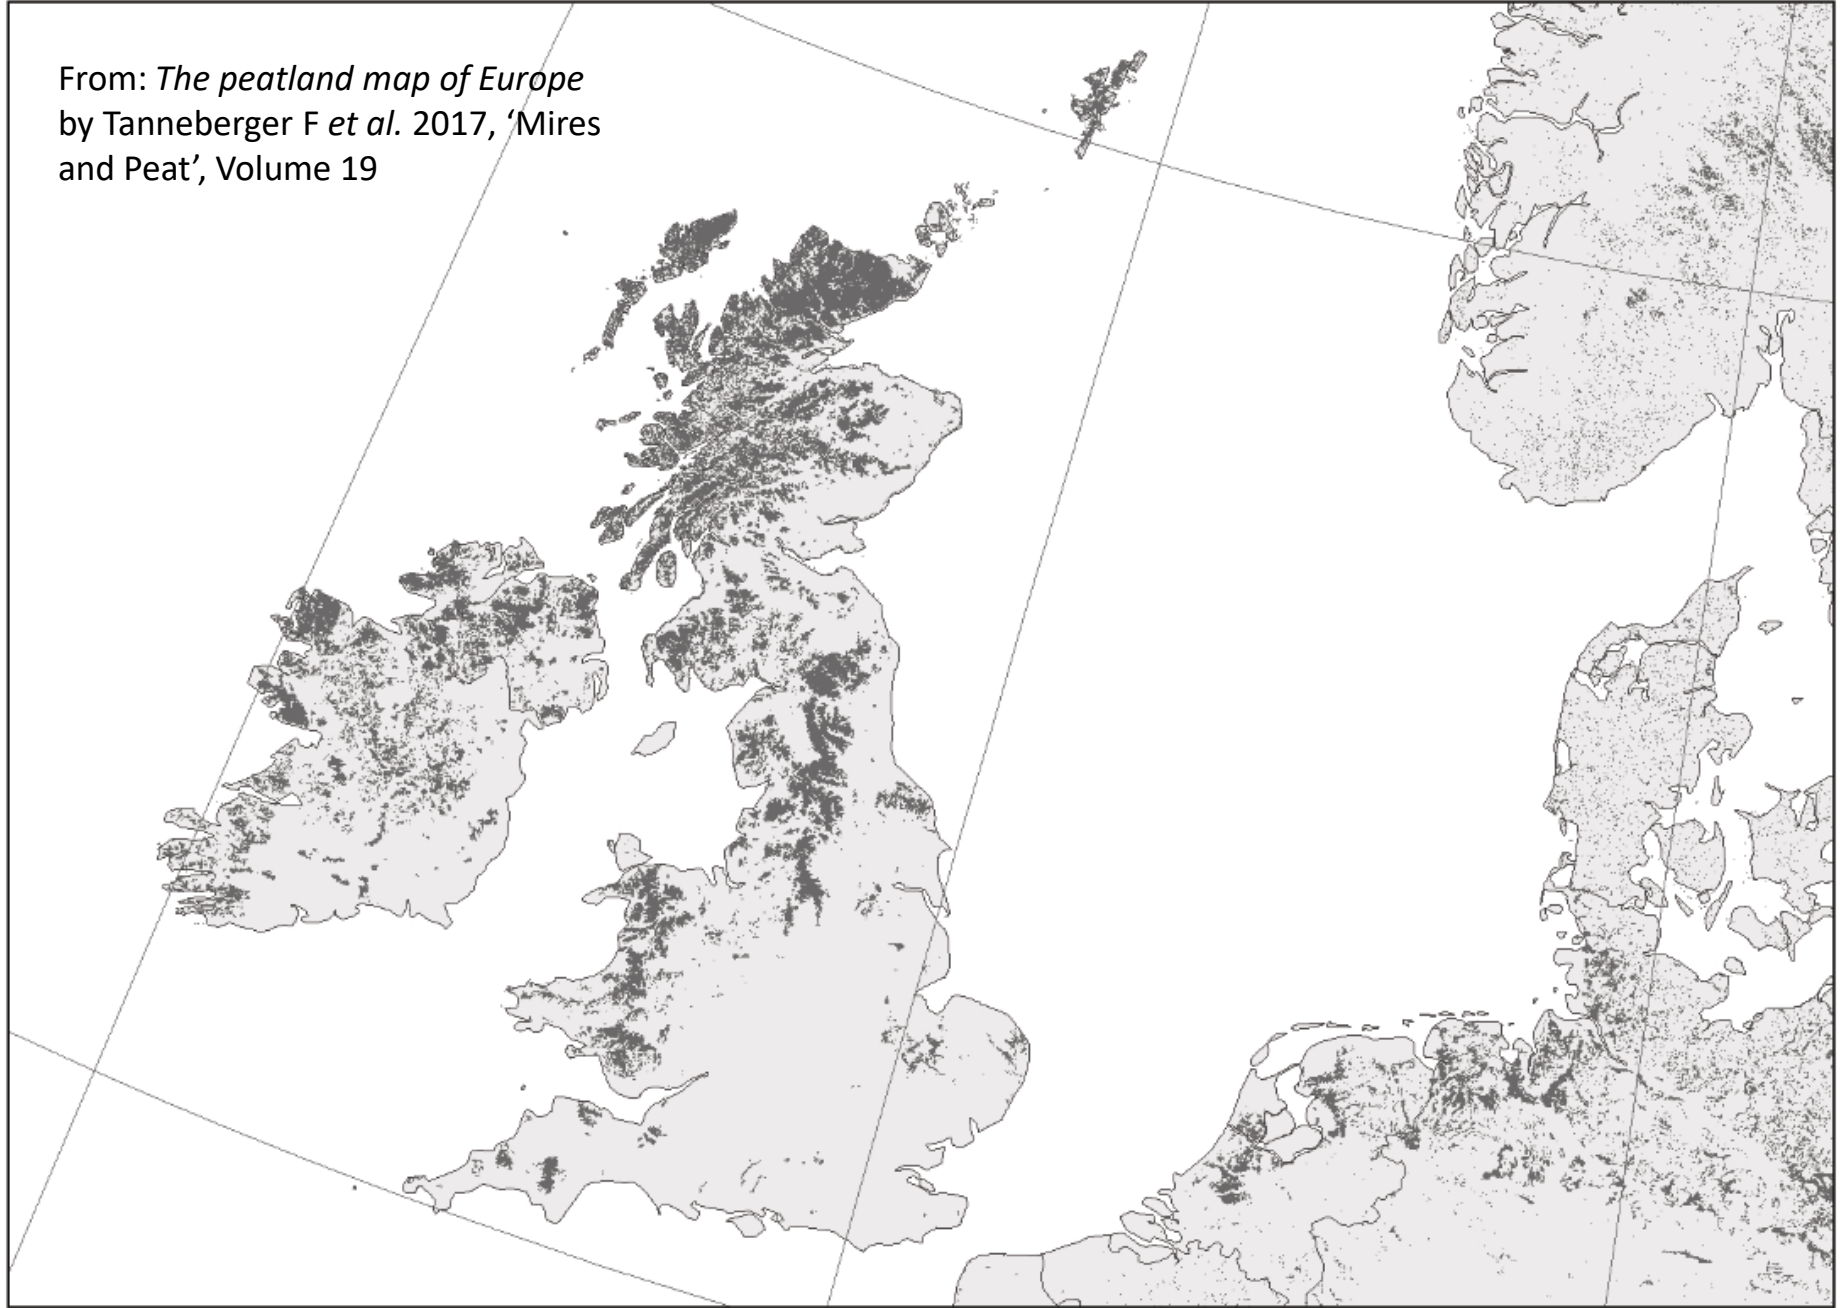 From: The peatland map of Europe
by Tanneberger F et al. 2017, ‘Mires
and Peat’, Volume 19